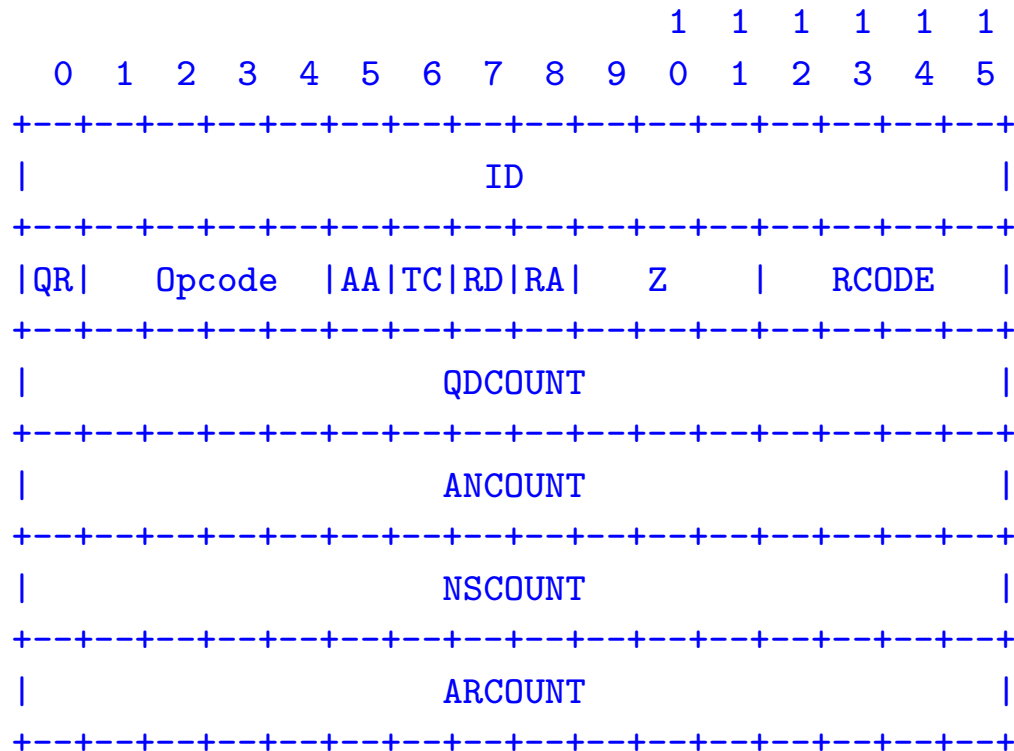 1  1  1  1  1  1
  0  1  2  3  4  5  6  7  8  9  0  1  2  3  4  5
+--+--+--+--+--+--+--+--+--+--+--+--+--+--+--+--+
|                      ID                       |
+--+--+--+--+--+--+--+--+--+--+--+--+--+--+--+--+
|QR|   Opcode  |AA|TC|RD|RA|   Z    |   RCODE   |
+--+--+--+--+--+--+--+--+--+--+--+--+--+--+--+--+
|                    QDCOUNT                    |
+--+--+--+--+--+--+--+--+--+--+--+--+--+--+--+--+
|                    ANCOUNT                    |
+--+--+--+--+--+--+--+--+--+--+--+--+--+--+--+--+
|                    NSCOUNT                    |
+--+--+--+--+--+--+--+--+--+--+--+--+--+--+--+--+
|                    ARCOUNT                    |
+--+--+--+--+--+--+--+--+--+--+--+--+--+--+--+--+